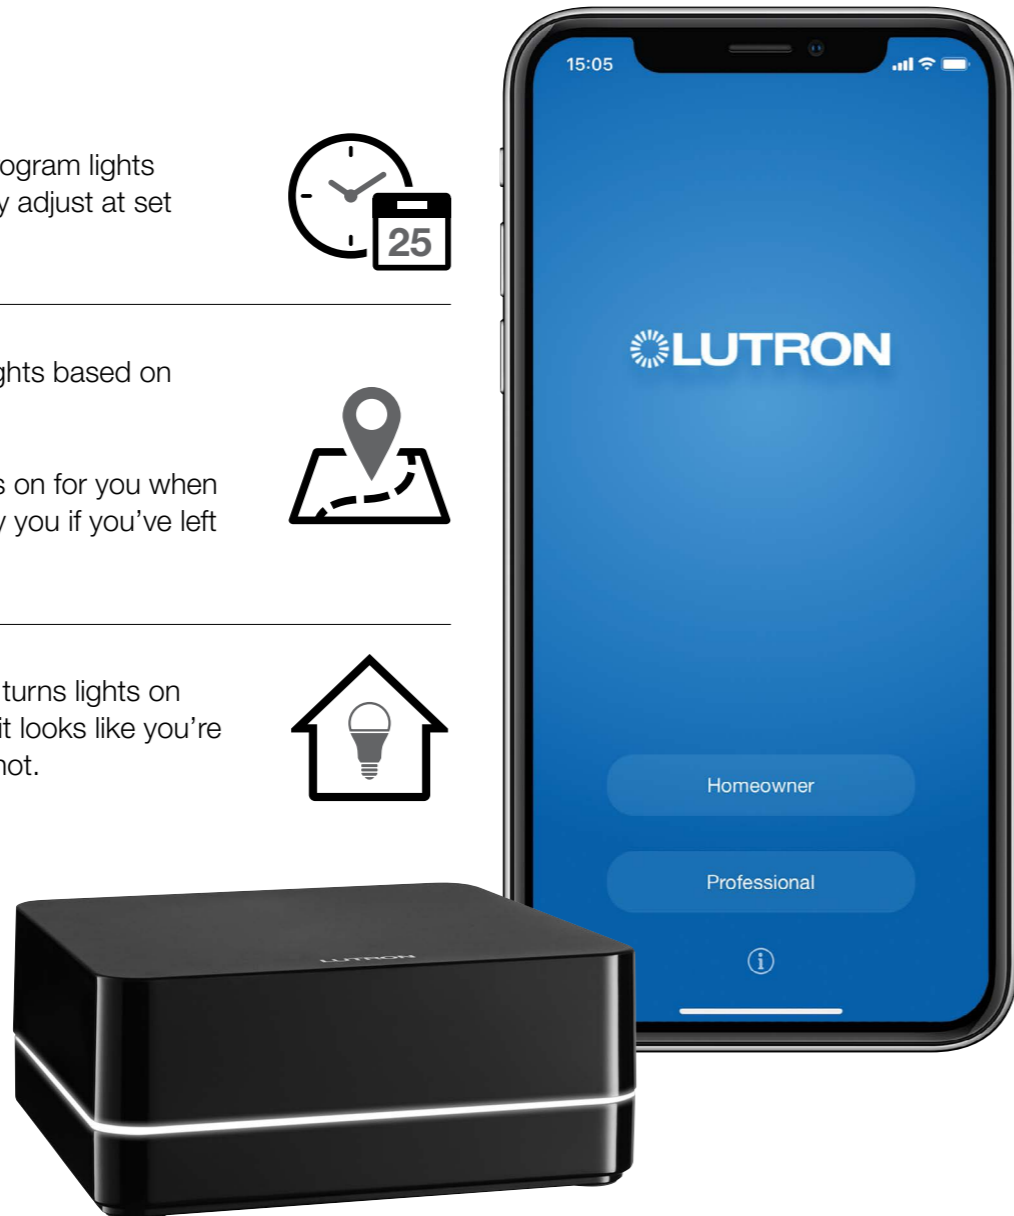 ogram lights
y adjust at set
25
ghts based on
s on for you when
y you if you've left
turns lights on
it looks like you're
not.
15:05
LUTRON
Homeowner
Professional
i
LUTRON